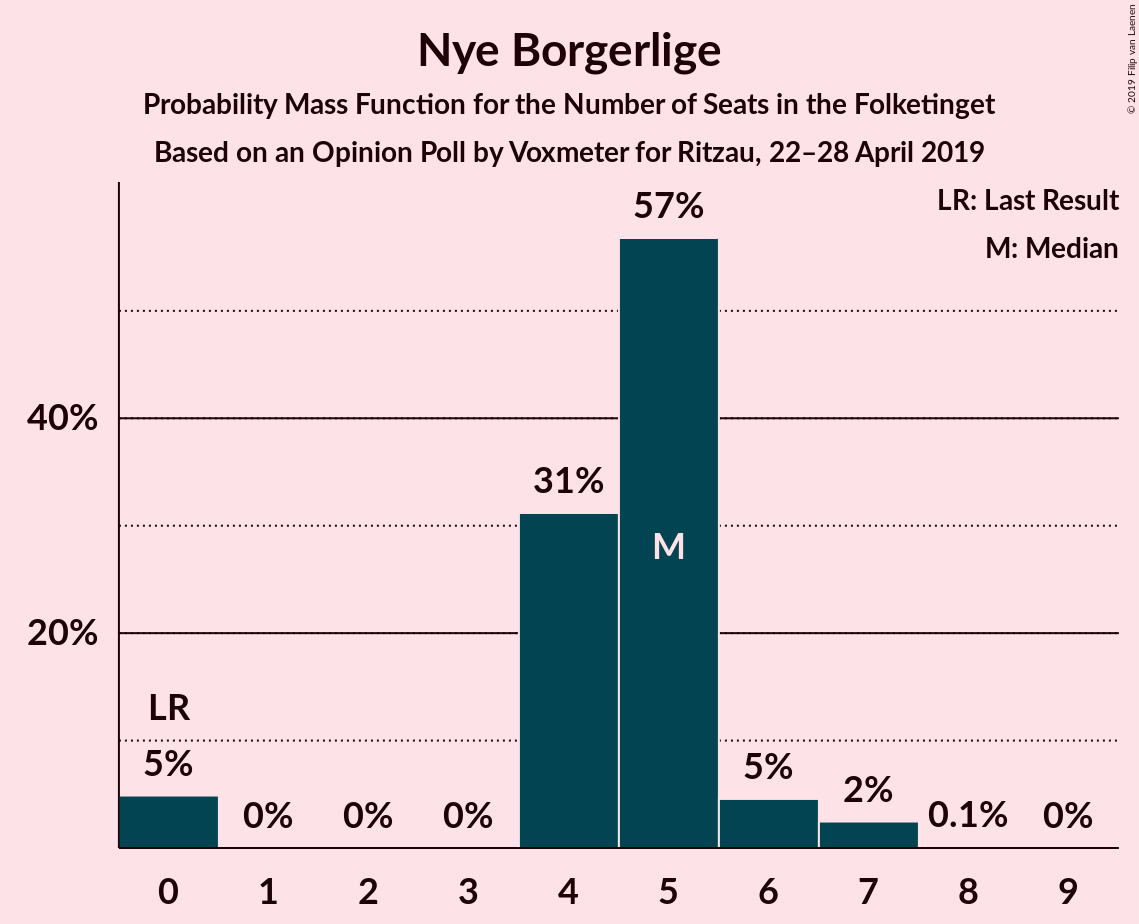 Nye Borgerlige
Probability Mass Function for the Number of Seats in the Folketinget
Based on an Opinion Poll by Voxmeter for Ritzau, 22–28 April 2019
© 2019 Filip van Laenen
LR: Last Result
M: Median
57%
40%
31%
M
20%
LR
5%
0%
0%
0%
5%
2%
0.1%
0%
0 1 2 3 4 5 6 7 8 9